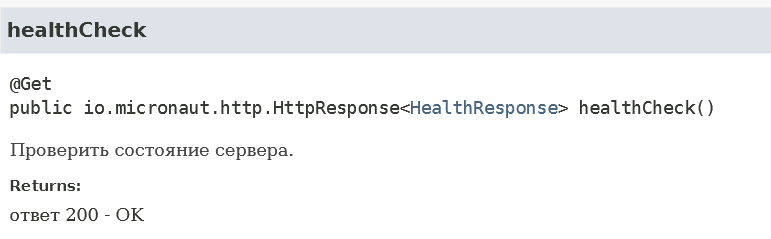 healthCheck
@Get
public io.micronaut.http.HttpResponse<HealthResponse> healthCheck()
Проверить состояние сервера.
Returns:
ответ 200 - OK